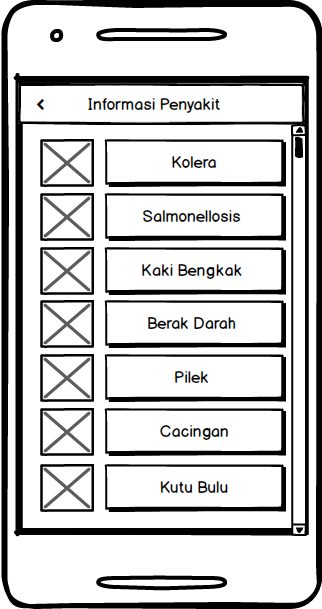 Informasi Penyakit
Kolera
Salmonellosis
Kaki Bengkak
Berak Darah
Pilek
Cacingan
Kutu Bulu